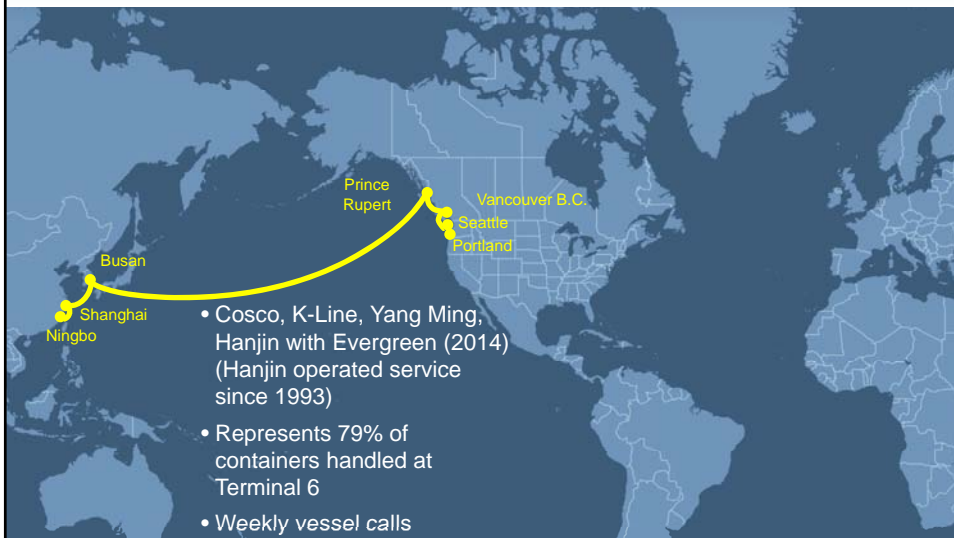 Prince
Rupert
Vancouver B.C.
Seattle
Portland
Busan
Shanghai
Ningbo
• Cosco, K-Line, Yang Ming,
Hanjin with Evergreen (2014)
(Hanjin operated service
since 1993)
• Represents 79% of
containers handled at
Terminal 6
• Weekly vessel calls